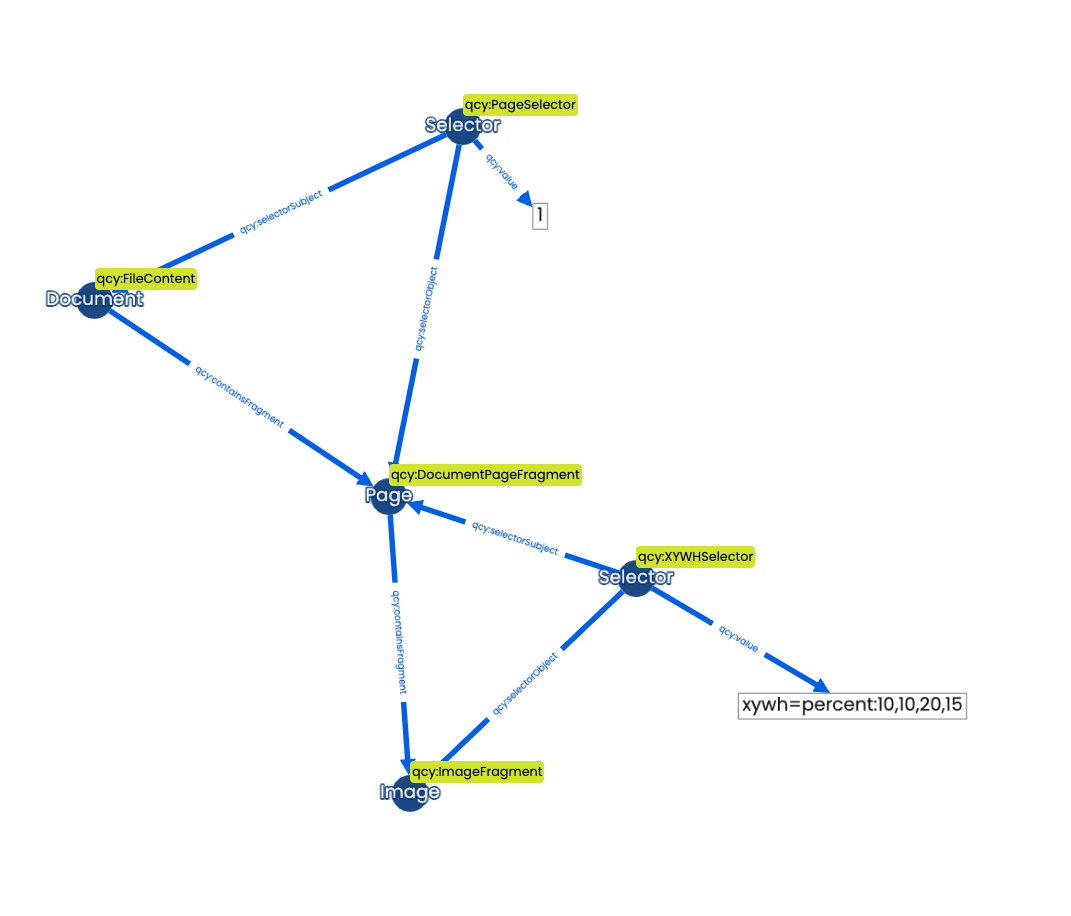 qcy:PageSelector
Selector
qcy:value
qcy:selectorSubject
1
qcy:selectorObject
qcy:FileContent
Document
qcy:containsFragment
qcy:DocumentPageFragment
Page
qcy:selectorSubject
qcy:XYWHSelector
Selector
qcy:containsFragment
qcy:value
qcy:selectorObject
xywh=percent:10,10,20,15
qcy:ImageFragment
Image